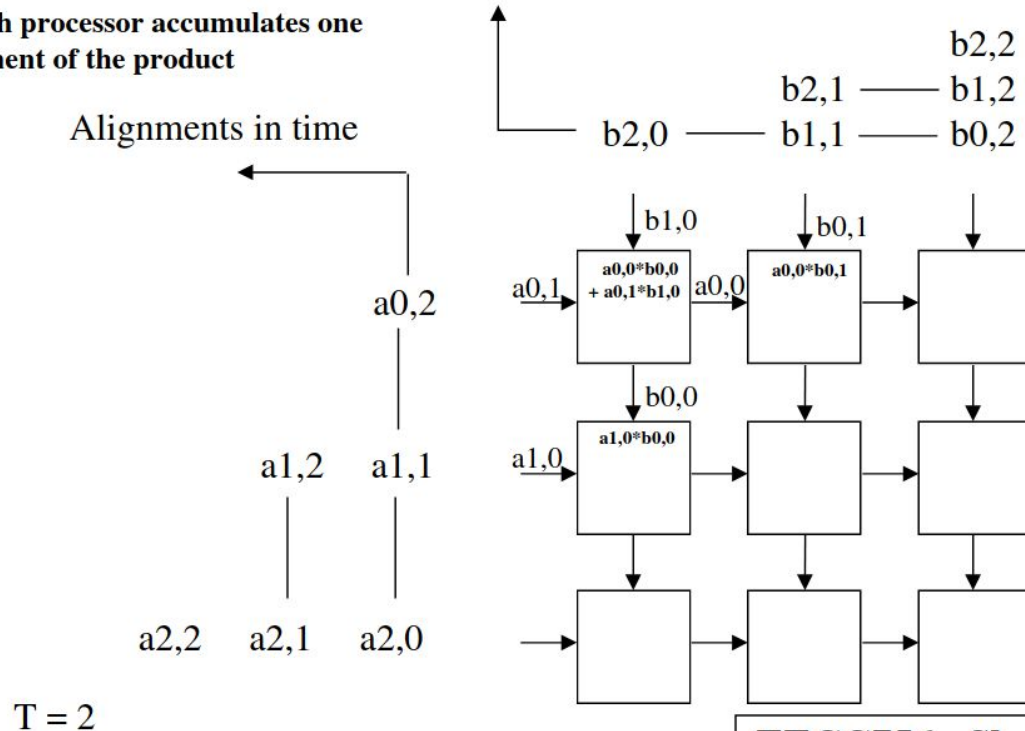 processor accumulates one
of the product
Alignments in time
b2,2
b2,1 b1,2
b2,0 b1,1 b0,2
b1,0 b0,1
a0,2
a0,1
a0,0*b0,0
+ a0,1*b1,0
a0,0
a0,0*b0,1
b0,0
a1,2 a1,1
a1,0
a1,0*b0,0
a2,2 a2,1 a2,0
T = 2